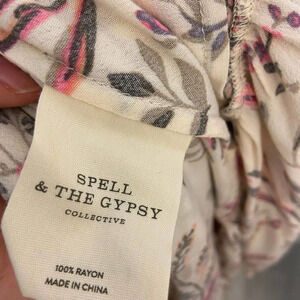 SPELL
& THE GYPSY
COLLECTIVE
100% RAYON
MADE IN CHINA